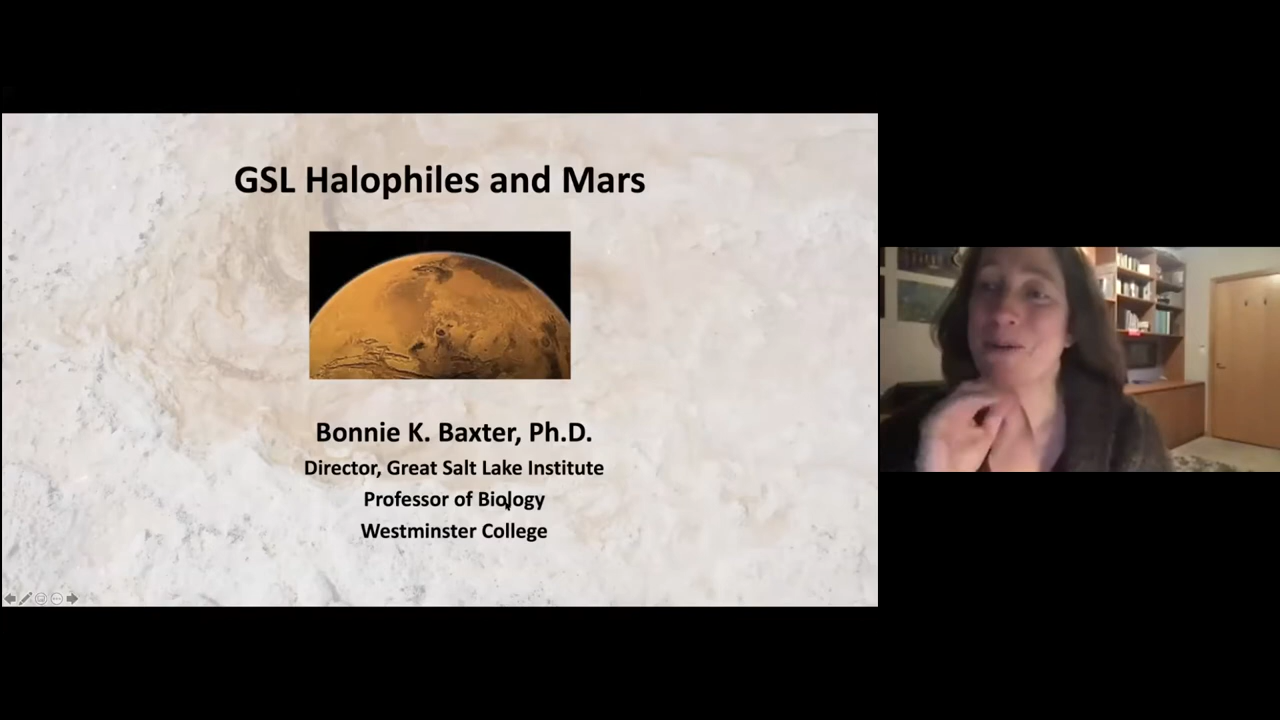 GSL Halophiles and Mars
Bonnie K. Baxter, Ph.D.
Director, Great Salt Lake Institute
Professor of Biology
Westminster College